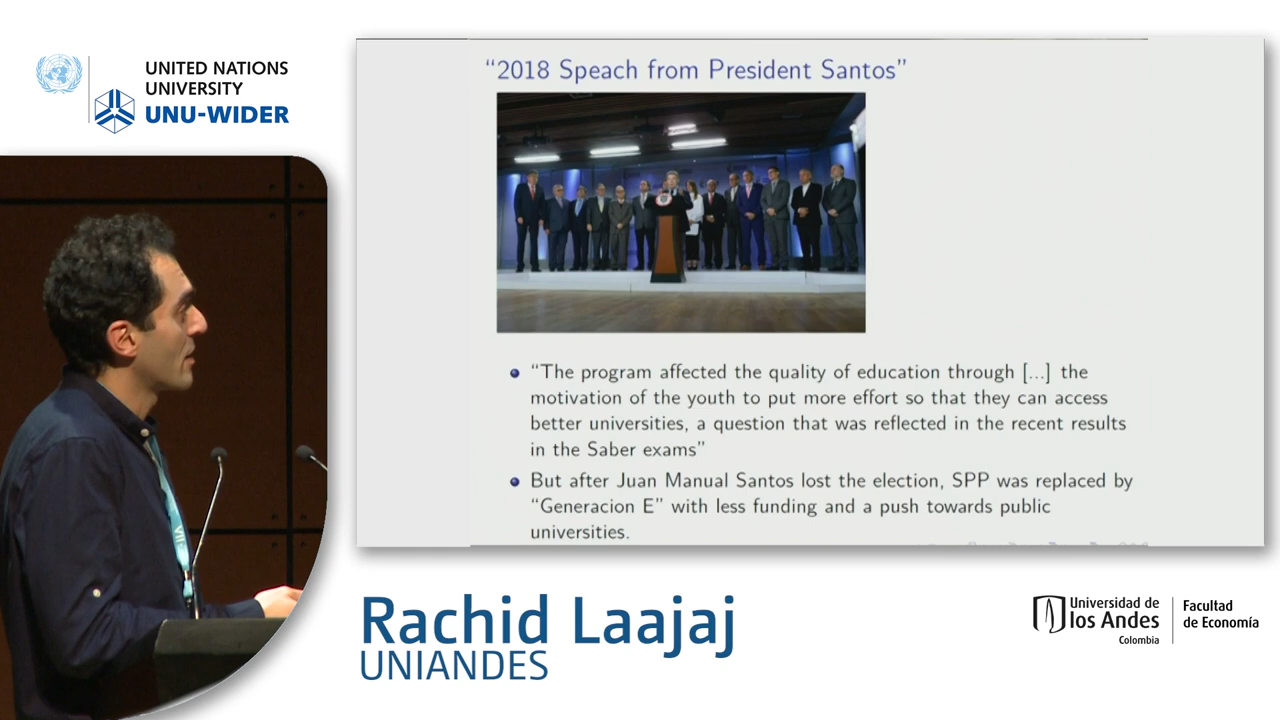 UNITED NATIONS
UNIVERSITY
UNU-WIDER
“2018 Speach from President Santos”
“The program affected the quality of education through [...] the
motivation of the youth to put more effort so that they can access
better universities, a question that was reflected in the recent results
in the Saber exams”
But after Juan Manual Santos lost the election, SPP was replaced by
“Generacion E” with less funding and a push towards public
universities.
Rachid Laajaj
UNIANDES
Universidad de
los Andes
Colombia
Facultad
de Economía